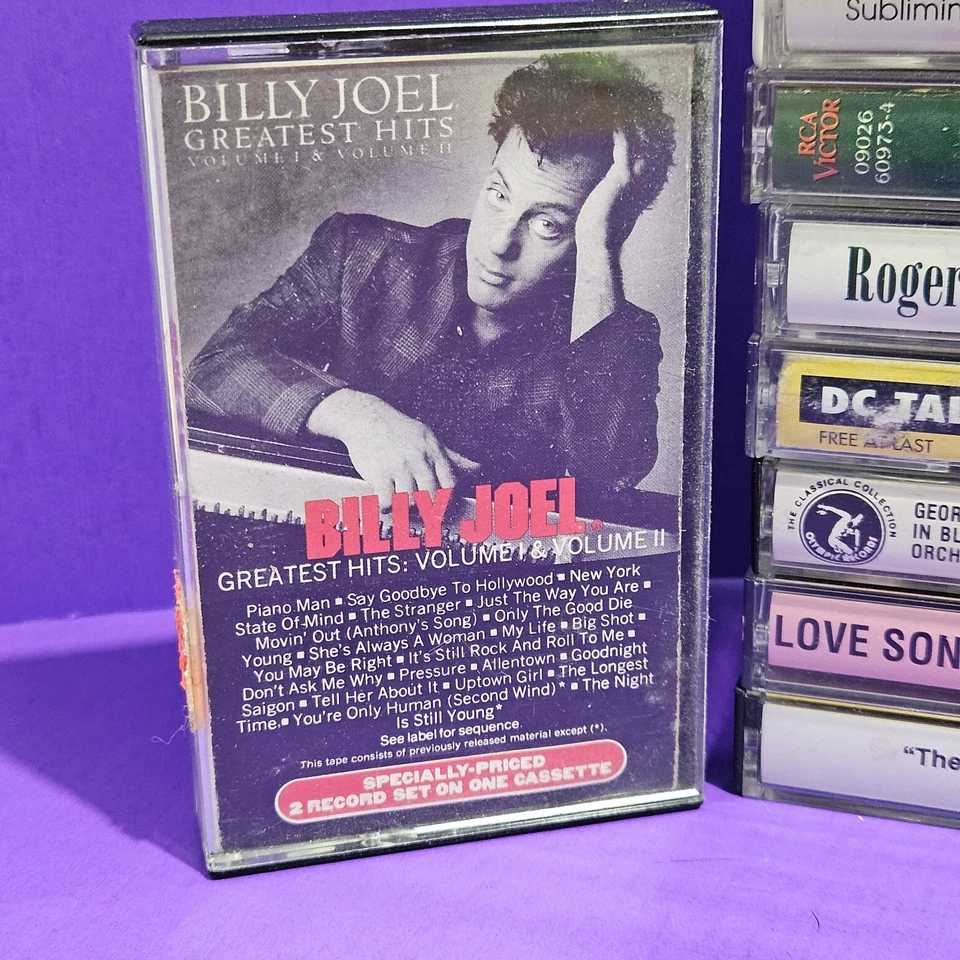 BILLY JOEL
GREATEST HITS
VOLUME I & VOLUME II
BILLY JOEL.
GREATEST HITS: VOLUME I & VOLUME II
Piano Man ▪ Say Goodbye To Hollywood ▪ New York
State Of Mind ▪ The Stranger ▪ Just The Way You Are ▪
Movin' Out (Anthony's Song) ▪ Only The Good Die
Young ▪ She's Always A Woman ▪ My Life ▪ Big Shot ▪
You May Be Right ▪ It's Still Rock And Roll To Me ▪
Don't Ask Me Why ▪ Pressure ▪ Allentown ▪ Goodnight
Saigon ▪ Tell Her About It ▪ Uptown Girl ▪ The Longest
Time ▪ You're Only Human (Second Wind)* ▪ The Night
Is Still Young*
See label for sequence.
This tape consists of previously released material except (*).
SPECIALLY-PRICED
2 RECORD SET ON ONE CASSETTE
Sublimin
RCA
VICTOR
09026
60973-4
Roger
DC TAL
FREE AT LAST
THE CLASSICAL COLLECTION
OLYMPIC RECORDS
GEOR
IN BL
ORCH
LOVE SON
"The